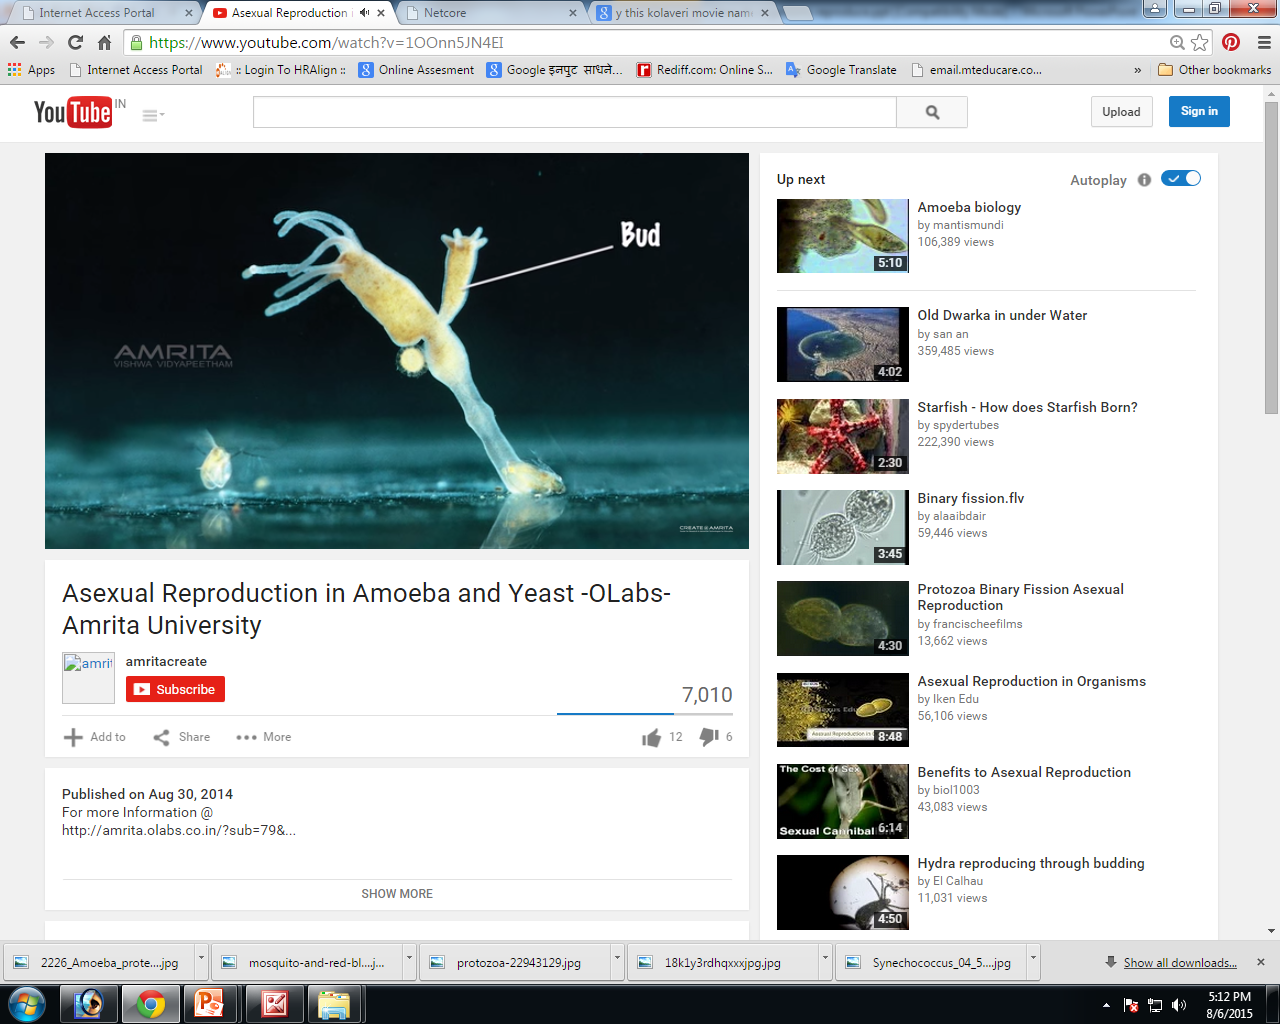 Internet Access Portal
Asexual Reproduction i
Netcore
y this kolaveri movie nam
https://www.youtube.com/watch?v=1OOnn5JN4EI
Apps
Internet Access Portal
:: Login To HRAlign ::
Online Assesment
Google इनपुट साधने...
Rediff.com: Online S...
Google Translate
email.mteducare.co...
»
Other bookmarks
YouTube IN
Upload
Sign in
Bud
AMRITA
VISHWA VIDYAPEETHAM
CREATE@AMRITA
Asexual Reproduction in Amoeba and Yeast -OLabs-
Amrita University
amrit
amritacreate
Subscribe
7,010
Add to
Share
More
12
6
Published on Aug 30, 2014
For more Information @
http://amrita.olabs.co.in/?sub=79&...
SHOW MORE
Up next
Autoplay
Amoeba biology
by mantismundi
106,389 views
5:10
Old Dwarka in under Water
by san an
359,485 views
4:02
Starfish - How does Starfish Born?
by spydertubes
222,390 views
2:30
Binary fission.flv
by alaaibdair
59,446 views
3:45
Protozoa Binary Fission Asexual
Reproduction
by francischeefilms
13,662 views
4:30
Asexual Reproduction in Organisms
by Iken Edu
56,106 views
8:48
Benefits to Asexual Reproduction
by biol1003
43,083 views
The Cost of Sex
6:14
Sexual Cannibal
Hydra reproducing through budding
by El Calhau
11,031 views
4:50
2226_Amoeba_prote....jpg
mosquito-and-red-bl....j...
protozoa-22943129.jpg
18k1y3rdhqxxxjpg.jpg
Synechococcus_04_5....jpg
Show all downloads...
5:12 PM
8/6/2015